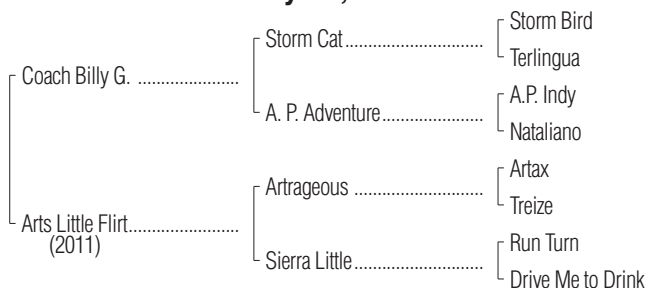 Storm Bird
Storm Cat
Terlingua
Coach Billy G.
A.P. Indy
A. P. Adventure
Nataliano
Artax
Artrageous
Treize
Arts Little Flirt
(2011)
Run Turn
Sierra Little
Drive Me to Drink